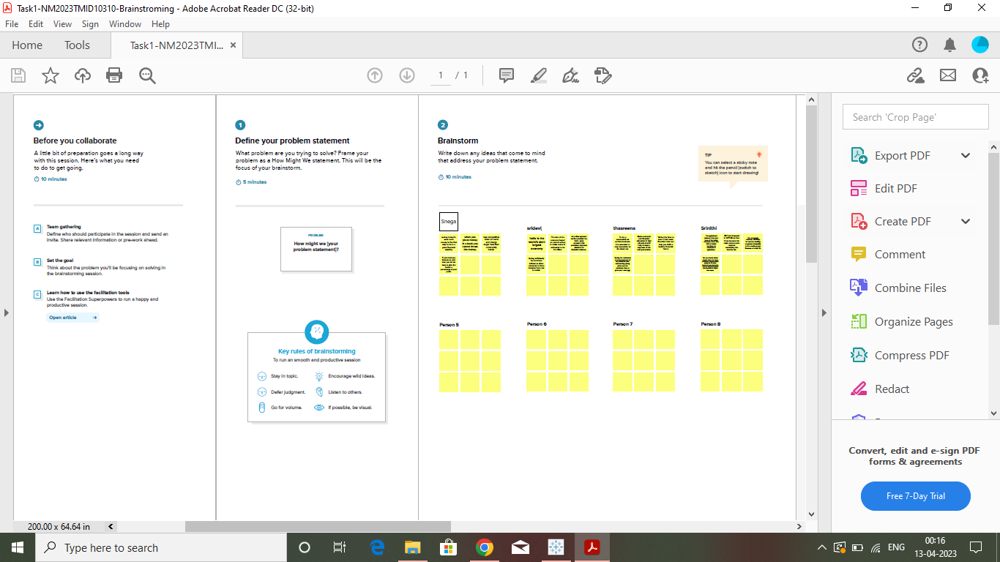 Task1-NM2023TMID10310-Brainstroming - Adobe Acrobat Reader DC (32-bit)
File Edit View Sign Window Help
Home Tools Task1-NM2023TMI... ×
1 / 1
Before you collaborate
A little bit of preparation goes a long way
with this session. Here's what you need
to do to get going.
10 minutes
A Team gathering
Define who should participate in the session and send an
invite. Share relevant information or pre-work ahead.
B Set the goal
Think about the problem you'll be focusing on solving in
the brainstorming session.
C Learn how to use the facilitation tools
Use the Facilitation Superpowers to run a happy and
productive session.
Open article
1
Define your problem statement
What problem are you trying to solve? Frame your
problem as a How Might We statement. This will be the
focus of your brainstorm.
5 minutes
PROBLEM
How might we [your
problem statement]?
Key rules of brainstorming
To run an smooth and productive session
Stay in topic. Encourage wild ideas.
Defer judgment. Listen to others.
Go for volume. If possible, be visual.
2
Brainstorm
Write down any ideas that come to mind
that address your problem statement.
10 minutes
TIP
You can select a sticky note
and hit the pencil [switch to
sketch] icon to start drawing!
Snega
thasreena
Srinithi
india is the
world's sixth
largest
economy
Person 5 Person 6 Person 7 Person 8
200.00 x 64.64 in
Search 'Crop Page'
Export PDF
Edit PDF
Create PDF
Comment
Combine Files
Organize Pages
Compress PDF
Redact
Convert, edit and e-sign PDF
forms & agreements
Free 7-Day Trial
Type here to search
ENG
00:16
13-04-2023